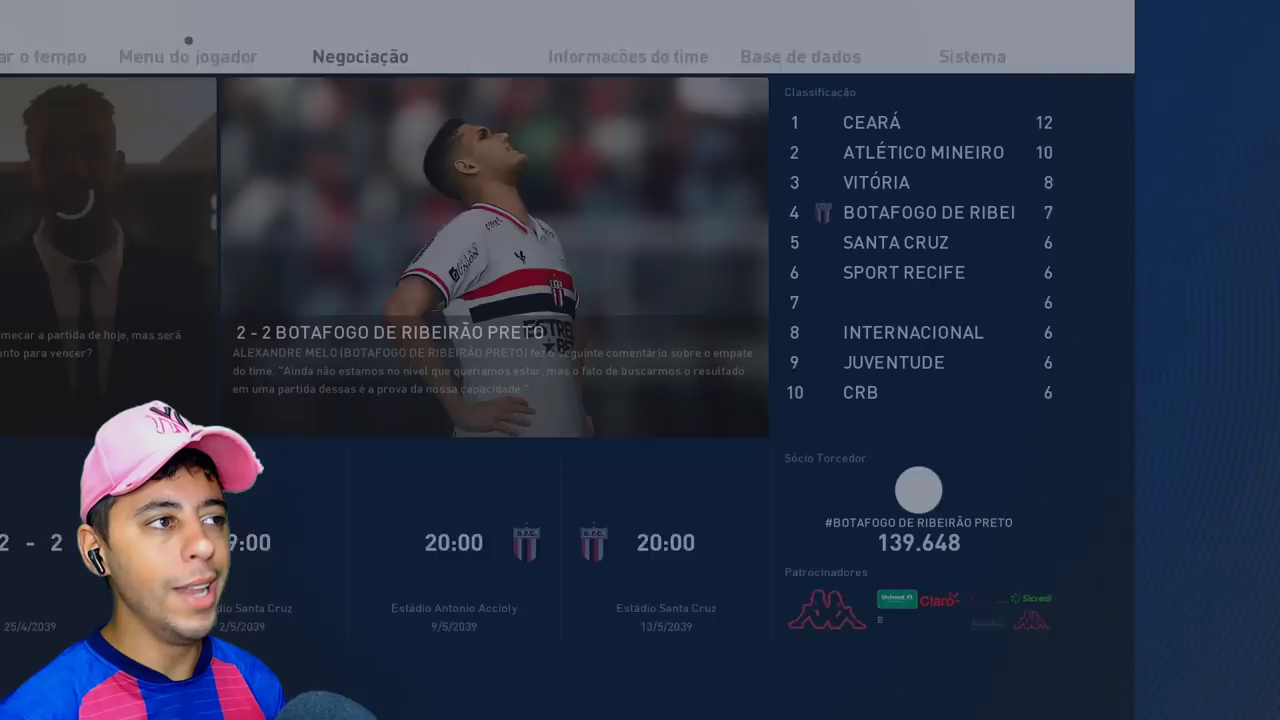 ar o tempo
Menu do jogador
Negociação
Informações do time
Base de dados
Sistema
Classificação
1 CEARÁ 12
2 ATLÉTICO MINEIRO 10
3 VITÓRIA 8
4 BOTAFOGO DE RIBEI 7
5 SANTA CRUZ 6
6 SPORT RECIFE 6
7 6
8 INTERNACIONAL 6
9 JUVENTUDE 6
10 CRB 6
meçar a partida de hoje, mas será
nto para vencer?
2 - 2 BOTAFOGO DE RIBEIRÃO PRETO
ALEXANDRE MELO (BOTAFOGO DE RIBEIRÃO PRETO) fez o seguinte comentário sobre o empate
do time. "Ainda não estamos no nível que queríamos estar, mas o fato de buscarmos o resultado
em uma partida dessas é a prova da nossa capacidade."
Sócio Torcedor
#BOTAFOGO DE RIBEIRÃO PRETO
139.648
Patrocinadores
Unimed
Claro
Sicredi
2 - 2
9:00
20:00
B.F.C.
B.F.C.
20:00
dio Santa Cruz
Estádio Antonio Accioly
Estádio Santa Cruz
25/4/2039
2/5/2039
9/5/2039
13/5/2039